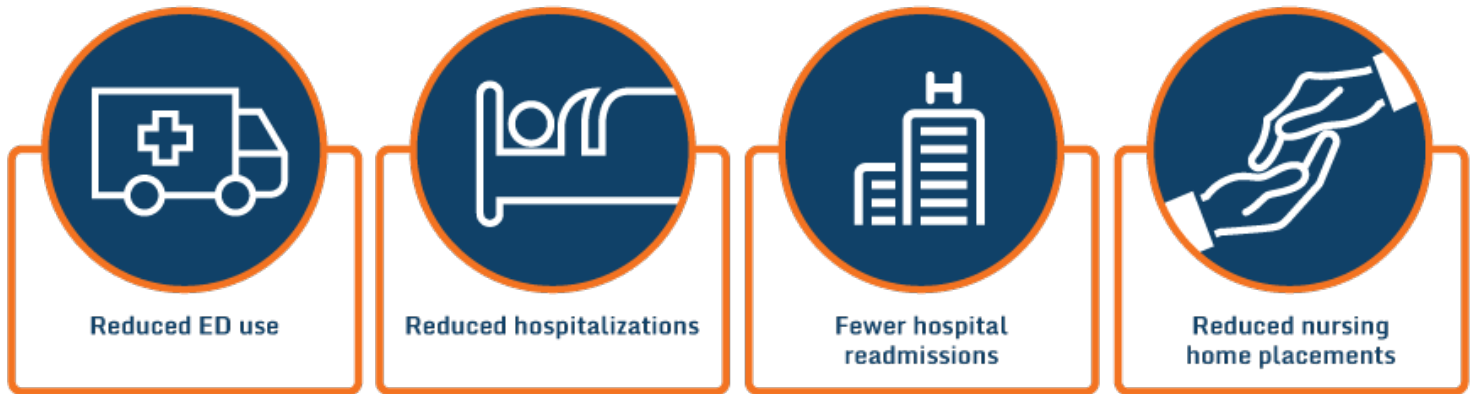 H
Reduced ED use
Reduced hospitalizations
Fewer hospital
readmissions
Reduced nursing
home placements